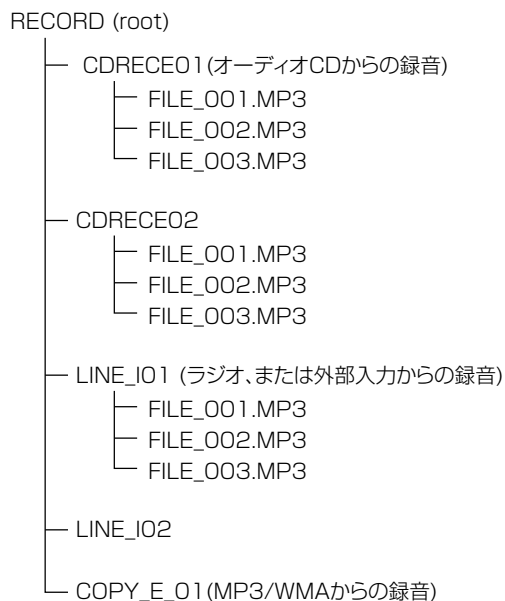 RECORD (root)
CDRECE01(オーディオCDからの録音)
FILE_001.MP3
FILE_002.MP3
FILE_003.MP3
CDRECE02
FILE_001.MP3
FILE_002.MP3
FILE_003.MP3
LINE_I01 (ラジオ、または外部入力からの録音)
FILE_001.MP3
FILE_002.MP3
FILE_003.MP3
LINE_I02
COPY_E_01(MP3/WMAからの録音)